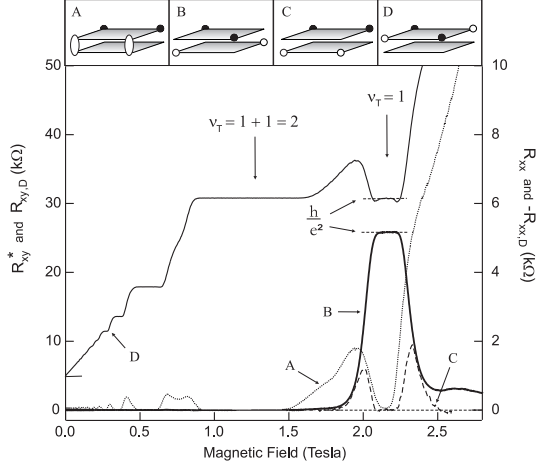 A B C D
50 10
40 8
30 6
20 4
10 2
0 0
ν_T = 1 + 1 = 2
ν_T = 1
h
e²
B
A
C
D
0.0 0.5 1.0 1.5 2.0 2.5
Magnetic Field (Tesla)
R*xy and Rxy,D (kΩ)
Rxx and -Rxx,D (kΩ)